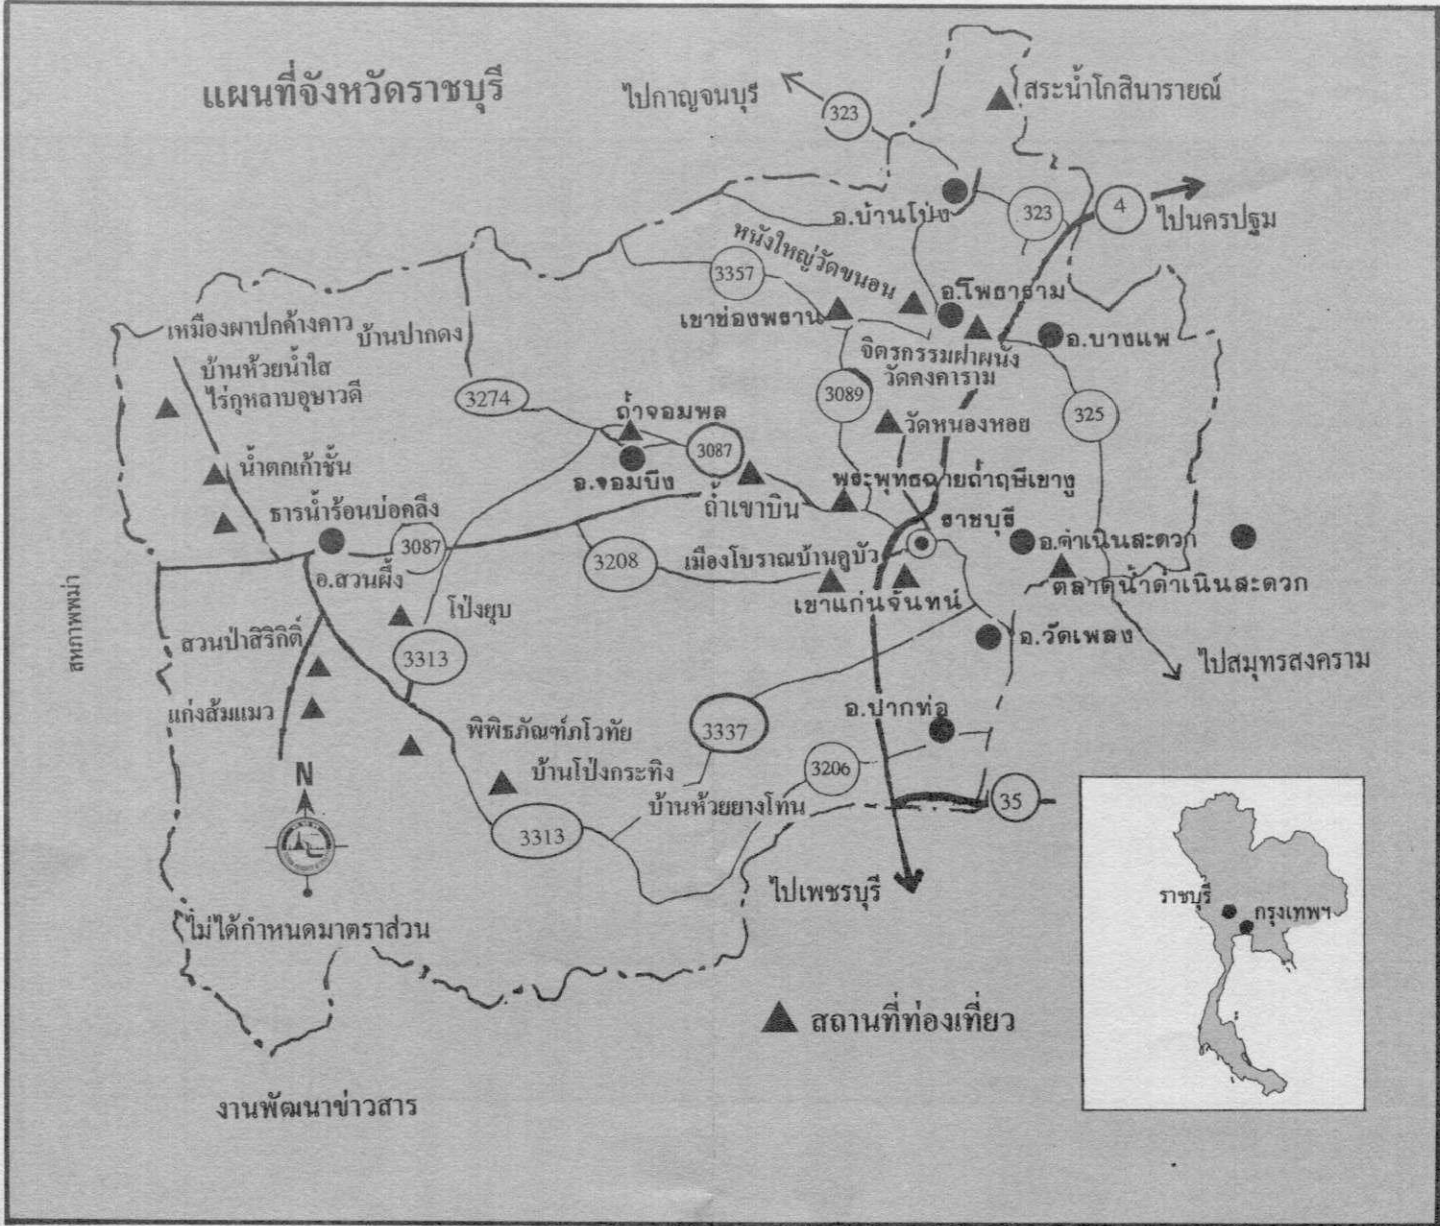 แผนที่จังหวัดราชบุรี
ไปกาญจนบุรี
323
สระน้ำโกสินารายณ์
อ.บ้านโป่ง
323
4
ไปนครปฐม
หนังใหญ่วัดขนอน
3357
อ.โพธาราม
เขาช่องพราน
เหมืองผาปกค้างคาว
บ้านปากดง
อ.บางแพ
จิตรกรรมฝาผนัง
วัดคงคาราม
บ้านห้วยน้ำใส
ไร่กุหลาบอุษาวดี
3274
3089
325
ถ้ำจอมพล
วัดหนองหอย
3087
น้ำตกเก้าชั้น
อ.จอมบึง
พระพุทธฉายถ้ำฤษีเขางู
ถ้ำเขาบิน
ธารน้ำร้อนบ่อคลึง
ราชบุรี
3087
อ.ดำเนินสะดวก
3208
เมืองโบราณบ้านคูบัว
อ.สวนผึ้ง
ตลาดน้ำดำเนินสะดวก
เขาแก่นจันทน์
โป่งยุบ
สหภาพพม่า
สวนป่าสิริกิติ์
อ.วัดเพลง
3313
ไปสมุทรสงคราม
แก่งส้มแมว
อ.ปากท่อ
พิพิธภัณฑ์ภโวทัย
3337
บ้านโป่งกระทิง
3206
N
บ้านห้วยยางโทน
35
3313
ไปเพชรบุรี
ราชบุรี
กรุงเทพฯ
ไม่ได้กำหนดมาตราส่วน
สถานที่ท่องเที่ยว
งานพัฒนาข่าวสาร